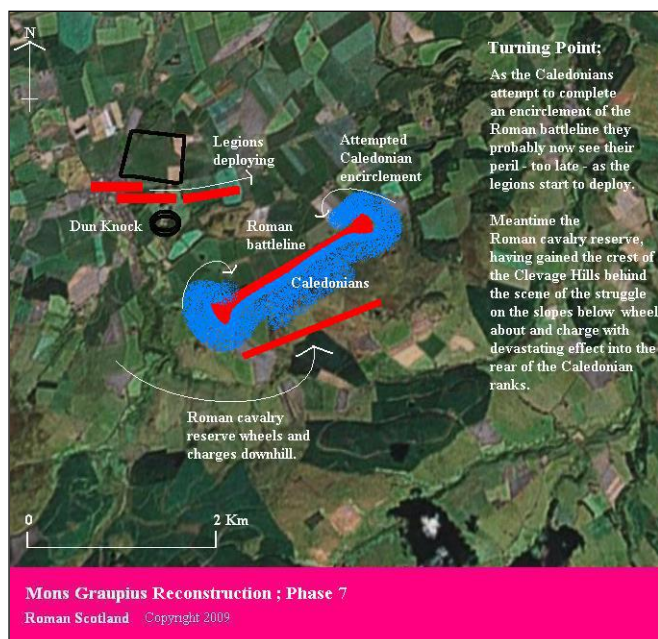 N
Turning Point:
As the Caledonians
attempt to complete
an encirclement of the
Roman battleline they
probably now see their
peril - too late - as the
legions start to deploy.
Meantime the
Roman cavalry reserve,
having gained the crest of
the Clevage Hills behind
the scene of the struggle
on the slopes below wheel
about and charge with
devastating effect into the
rear of the Caledonian
ranks.
Legions
deploying
Attempted
Caledonian
encirclement
Dun Knock
Roman
battleline
Caledonians
Roman cavalry
reserve wheels and
charges downhill.
0
2 Km
Mons Graupius Reconstruction ; Phase 7
Roman Scotland Copyright 2009